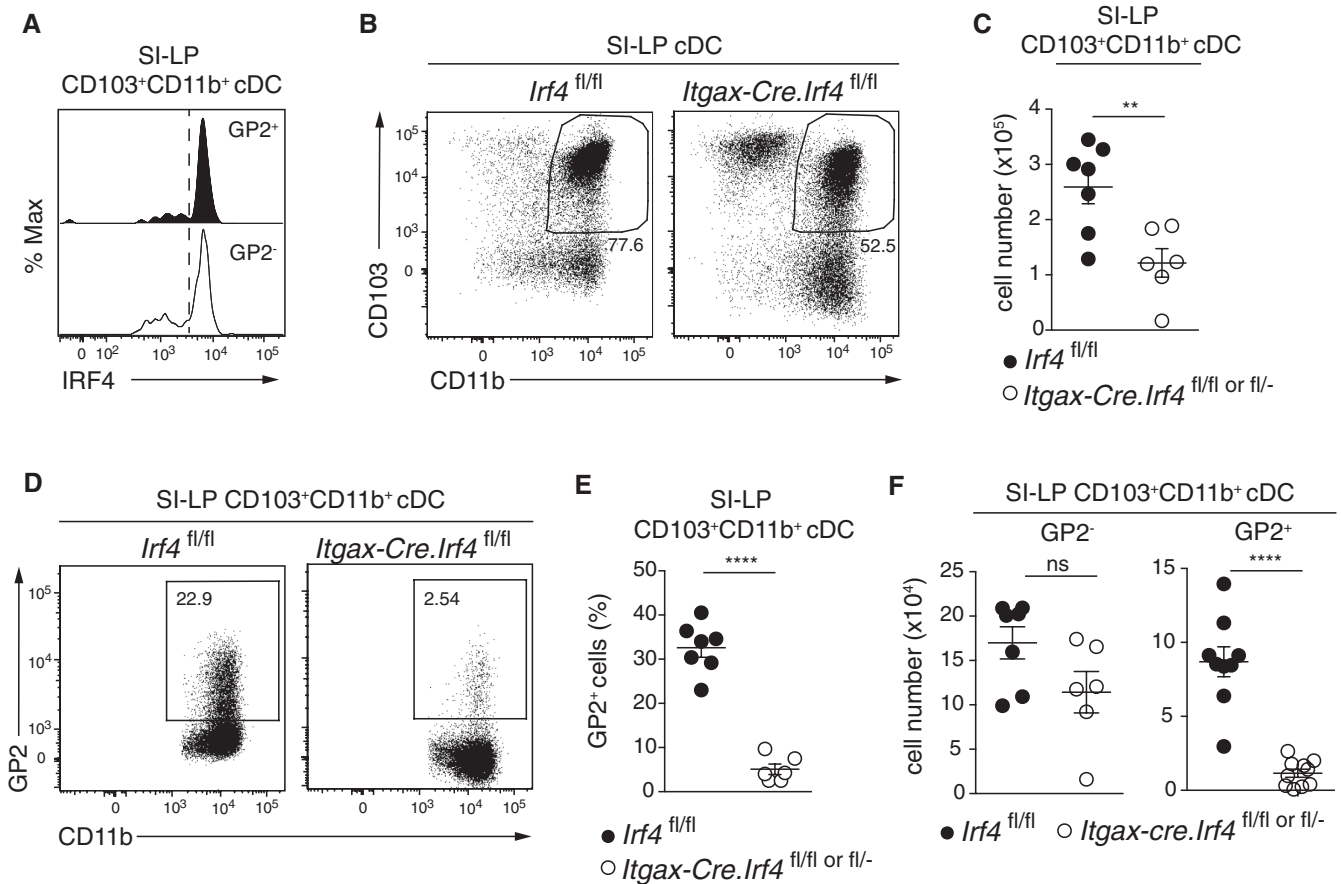 A
SI-LP
CD103⁺CD11b⁺ cDC
GP2⁺
GP2⁻
% Max
0 10² 10³ 10⁴ 10⁵
IRF4
B
SI-LP cDC
Irf4 fl/fl
Itgax-Cre.Irf4 fl/fl
10⁵
10⁴
10³
0
77.6
52.5
CD103
0 10³ 10⁴ 10⁵
0 10³ 10⁴ 10⁵
CD11b
C
SI-LP
CD103⁺CD11b⁺ cDC
**
4
3
2
1
0
cell number (x10⁵)
Irf4 fl/fl
Itgax-Cre.Irf4 fl/fl or fl/-
D
SI-LP CD103⁺CD11b⁺ cDC
Irf4 fl/fl
Itgax-Cre.Irf4 fl/fl
22.9
2.54
10⁵
10⁴
10³
0
GP2
0 10³ 10⁴ 10⁵
0 10³ 10⁴ 10⁵
CD11b
E
SI-LP
CD103⁺CD11b⁺ cDC
****
50
40
30
20
10
0
GP2⁺ cells (%)
Irf4 fl/fl
Itgax-Cre.Irf4 fl/fl or fl/-
F
SI-LP CD103⁺CD11b⁺ cDC
GP2⁻
GP2⁺
ns
****
25
20
15
10
5
0
cell number (x10⁴)
15
10
5
0
Irf4 fl/fl
Itgax-cre.Irf4 fl/fl or fl/-